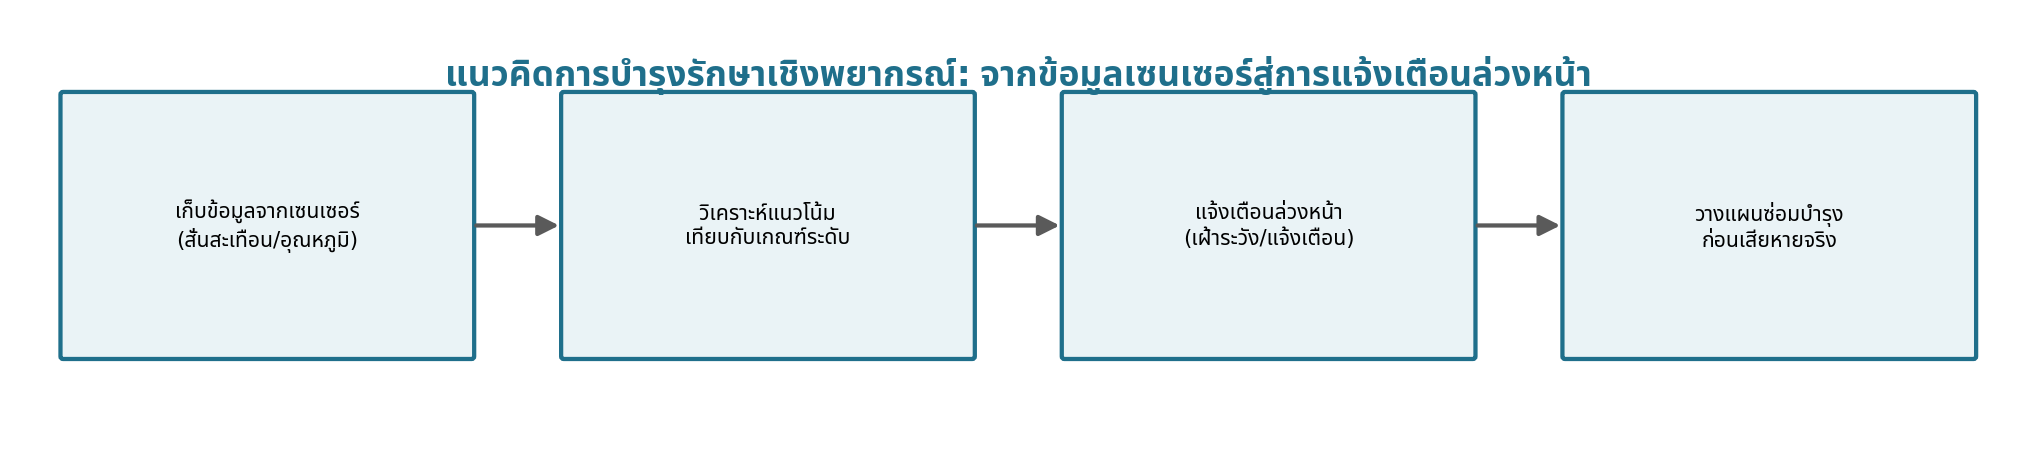 แนวคิดการบำรุงรักษาเชิงพยากรณ์: จากข้อมูลเซนเซอร์สู่การแจ้งเตือนล่วงหน้า
เก็บข้อมูลจากเซนเซอร์
(สั่นสะเทือน/อุณหภูมิ)
วิเคราะห์แนวโน้ม
เทียบกับเกณฑ์ระดับ
แจ้งเตือนล่วงหน้า
(เฝ้าระวัง/แจ้งเตือน)
วางแผนซ่อมบำรุง
ก่อนเสียหายจริง